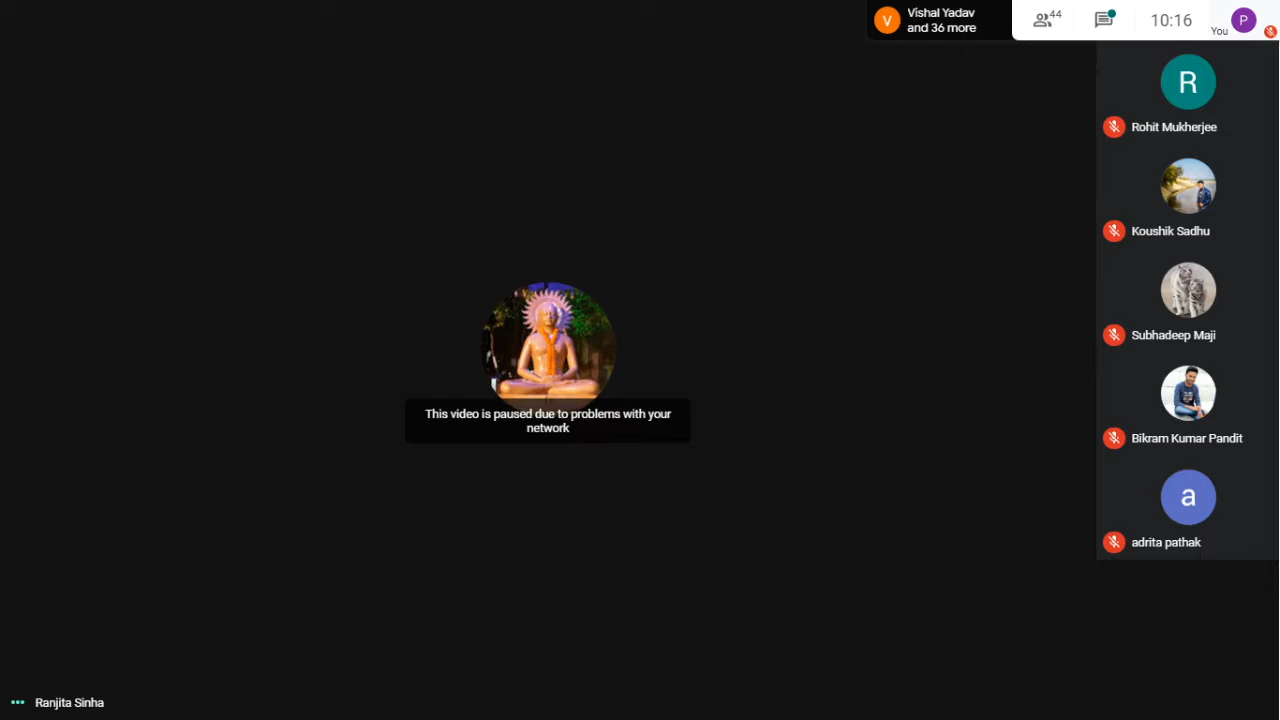 Vishal Yadav
and 36 more
44
10:16
You
P
R
Rohit Mukherjee
Koushik Sadhu
Subhadeep Maji
Bikram Kumar Pandit
a
adrita pathak
V
This video is paused due to problems with your
network
Ranjita Sinha